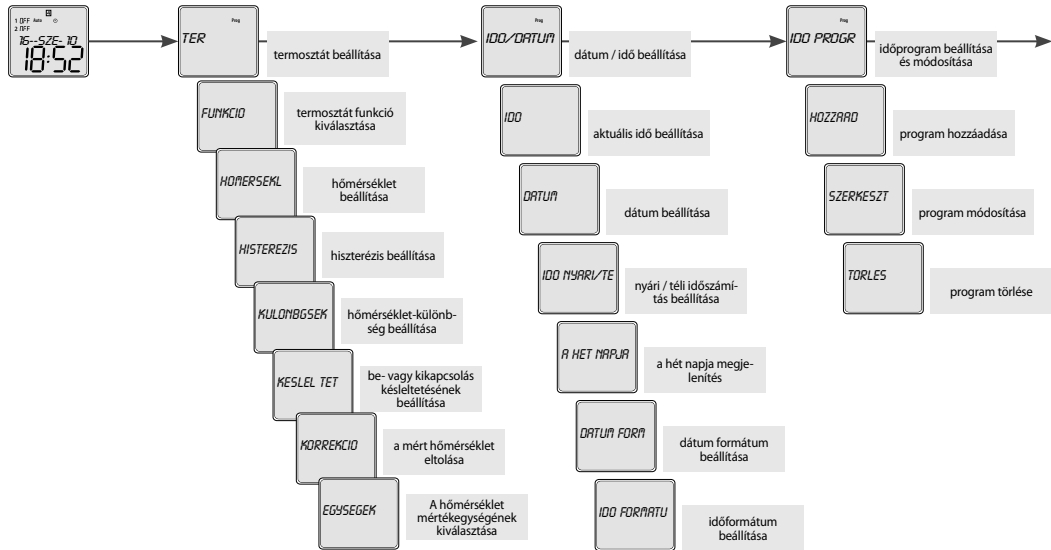 1 OFF Auto
2 OFF
16--SZE- 10
18:52
Prog
TER
termosztát beállítása
FUNKCIO
termosztát funkció
kiválasztása
HOMERSEKL
hőmérséklet
beállítása
HISTEREZIS
hiszterézis beállítása
KULONBGSEK
hőmérséklet-különb-
ség beállítása
KESLEL TET
be- vagy kikapcsolás
késleltetésének
beállítása
KORREKCIO
a mért hőmérséklet
eltolása
EGYSEGEK
A hőmérséklet
mértékegységének
kiválasztása
Prog
IDO/DATUM
dátum / idő beállítása
IDO
aktuális idő beállítása
DATUM
dátum beállítása
IDO NYARI/TE
nyári / téli időszámí-
tás beállítása
A HET NAPJA
a hét napja megje-
lenítés
DATUM FORM
dátum formátum
beállítása
IDO FORMATU
időformátum
beállítása
Prog
IDO PROGR
időprogram beállítása
és módosítása
HOZZAAD
program hozzáadása
SZERKESZT
program módosítása
TORLES
program törlése